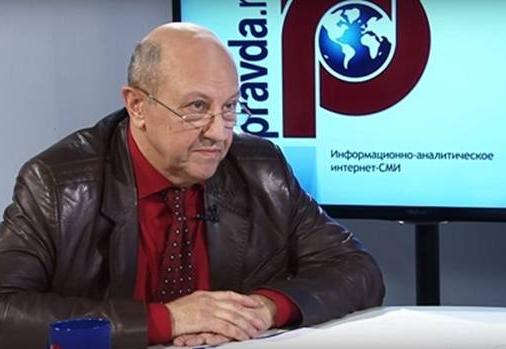 pravda.r
Информационно-аналитическое
интернет-СМИ